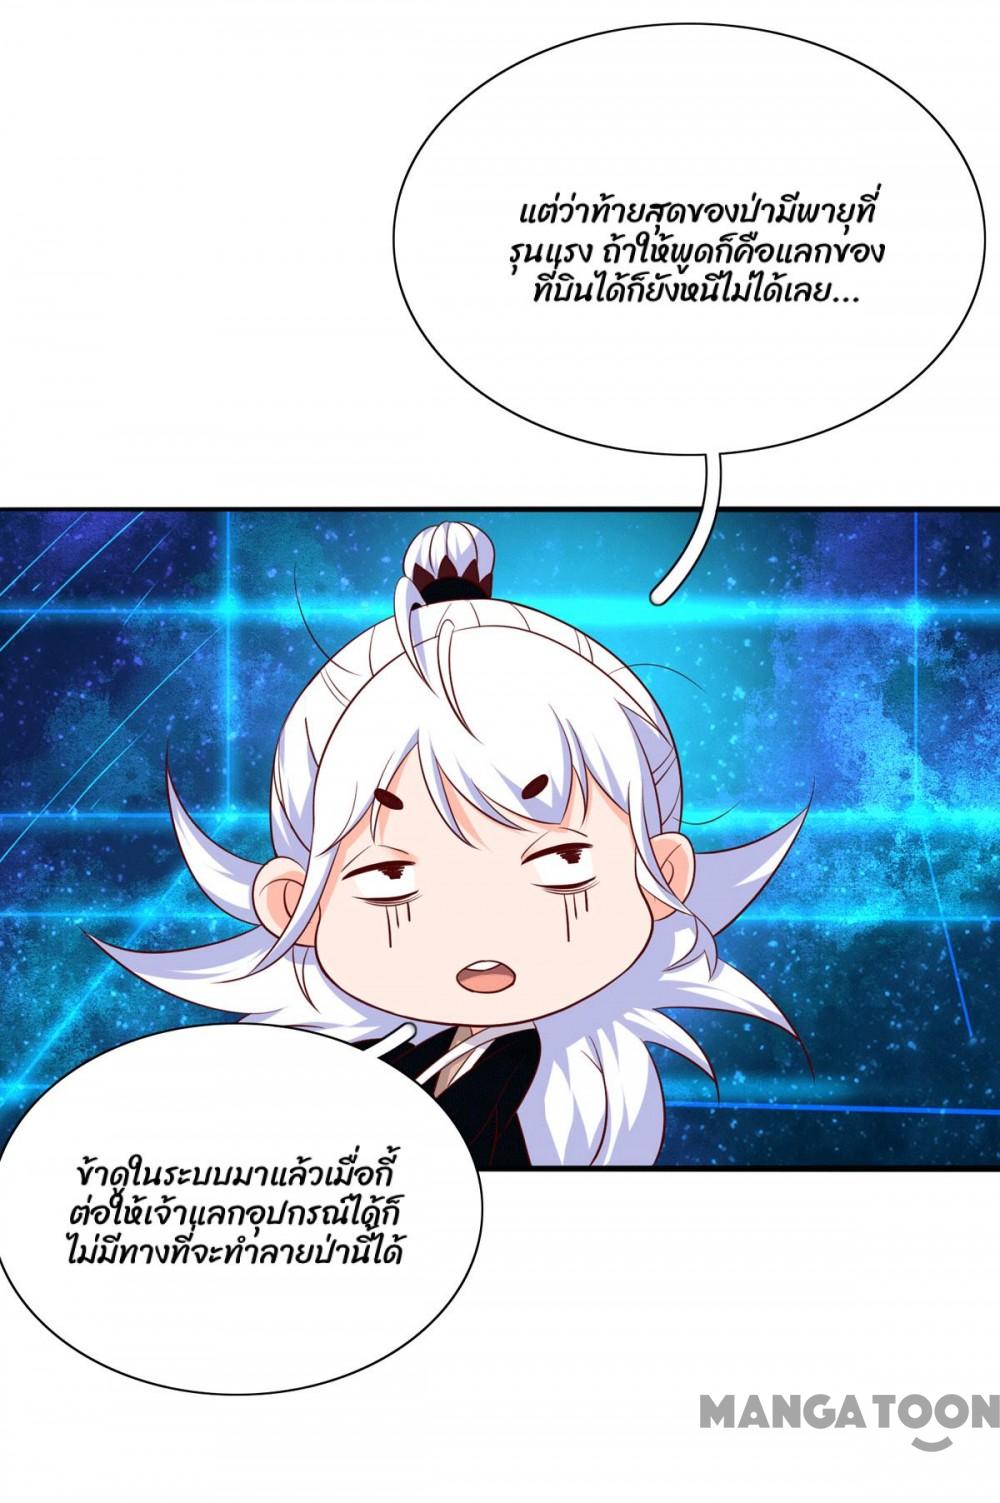 แต่ว่าท้ายสุดของป่ามีพายุที่
รุนแรง ถ้าให้พูดก็คือแลกของ
ที่บินได้ก็ยังหนีไม่ได้เลย...
ข้าดูในระบบมาแล้วเมื่อกี้
ต่อให้เจ้าแลกอุปกรณ์ได้ก็
ไม่มีทางที่จะทำลายป่านี้ได้
MANGATOON